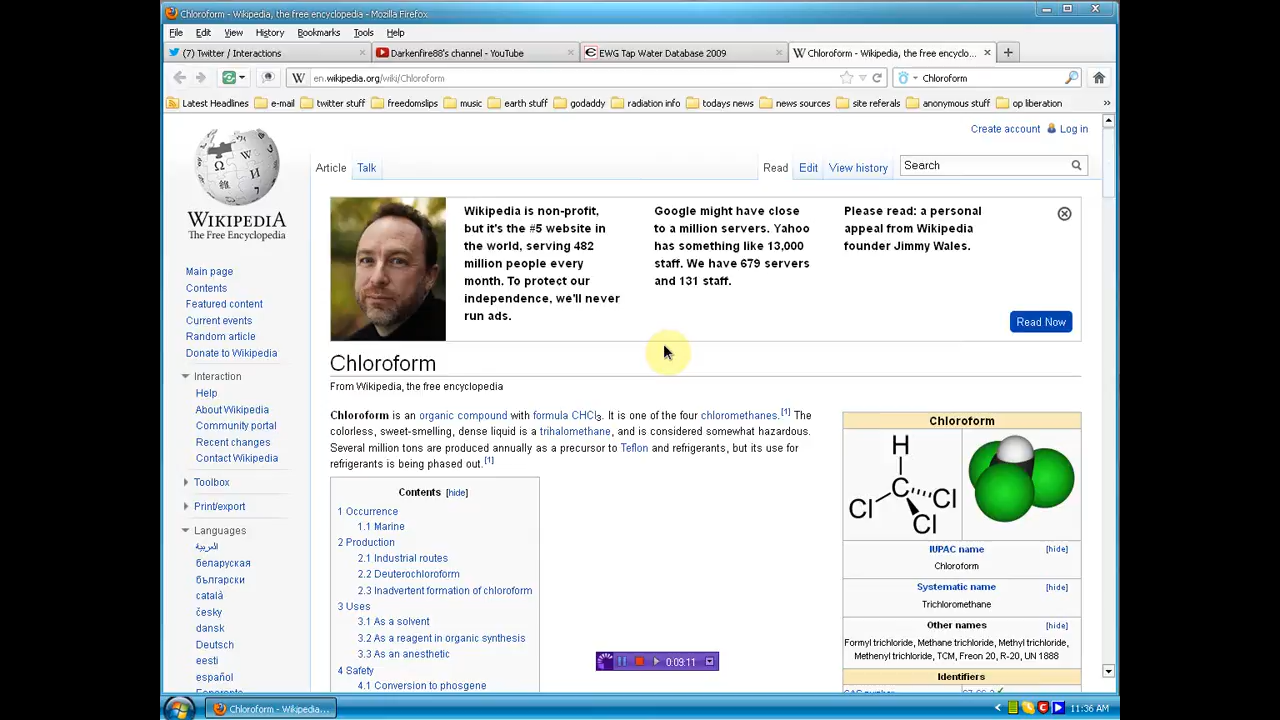 Chloroform - Wikipedia, the free encyclopedia - Mozilla Firefox
File Edit View History Bookmarks Tools Help
(7) Twitter / Interactions
Darkenfire88's channel - YouTube
EWG Tap Water Database 2009
Chloroform - Wikipedia, the free encyclo...
en.wikipedia.org/wiki/Chloroform
Chloroform
Latest Headlines e-mail twitter stuff freedomslips music earth stuff godaddy radiation info todays news news sources site referals anonymous stuff op liberation
Create account Log in
Article Talk
Read Edit View history
Search
WIKIPEDIA
The Free Encyclopedia
Main page
Contents
Featured content
Current events
Random article
Donate to Wikipedia
Interaction
Help
About Wikipedia
Community portal
Recent changes
Contact Wikipedia
Toolbox
Print/export
Languages
العربية
беларуская
български
català
česky
dansk
Deutsch
eesti
español
Wikipedia is non-profit,
but it's the #5 website in
the world, serving 482
million people every
month. To protect our
independence, we'll never
run ads.
Google might have close
to a million servers. Yahoo
has something like 13,000
staff. We have 679 servers
and 131 staff.
Please read: a personal
appeal from Wikipedia
founder Jimmy Wales.
Read Now
Chloroform
From Wikipedia, the free encyclopedia
Chloroform is an organic compound with formula CHCl3. It is one of the four chloromethanes.[1] The
colorless, sweet-smelling, dense liquid is a trihalomethane, and is considered somewhat hazardous.
Several million tons are produced annually as a precursor to Teflon and refrigerants, but its use for
refrigerants is being phased out.[1]
Contents [hide]
1 Occurrence
1.1 Marine
2 Production
2.1 Industrial routes
2.2 Deuterochloroform
2.3 Inadvertent formation of chloroform
3 Uses
3.1 As a solvent
3.2 As a reagent in organic synthesis
3.3 As an anesthetic
4 Safety
4.1 Conversion to phosgene
Chloroform
H
C
Cl
Cl
Cl
IUPAC name [hide]
Chloroform
Systematic name [hide]
Trichloromethane
Other names [hide]
Formyl trichloride, Methane trichloride, Methyl trichloride,
Methenyl trichloride, TCM, Freon 20, R-20, UN 1888
Identifiers
0:09:11
Chloroform - Wikipedia...
11:36 AM